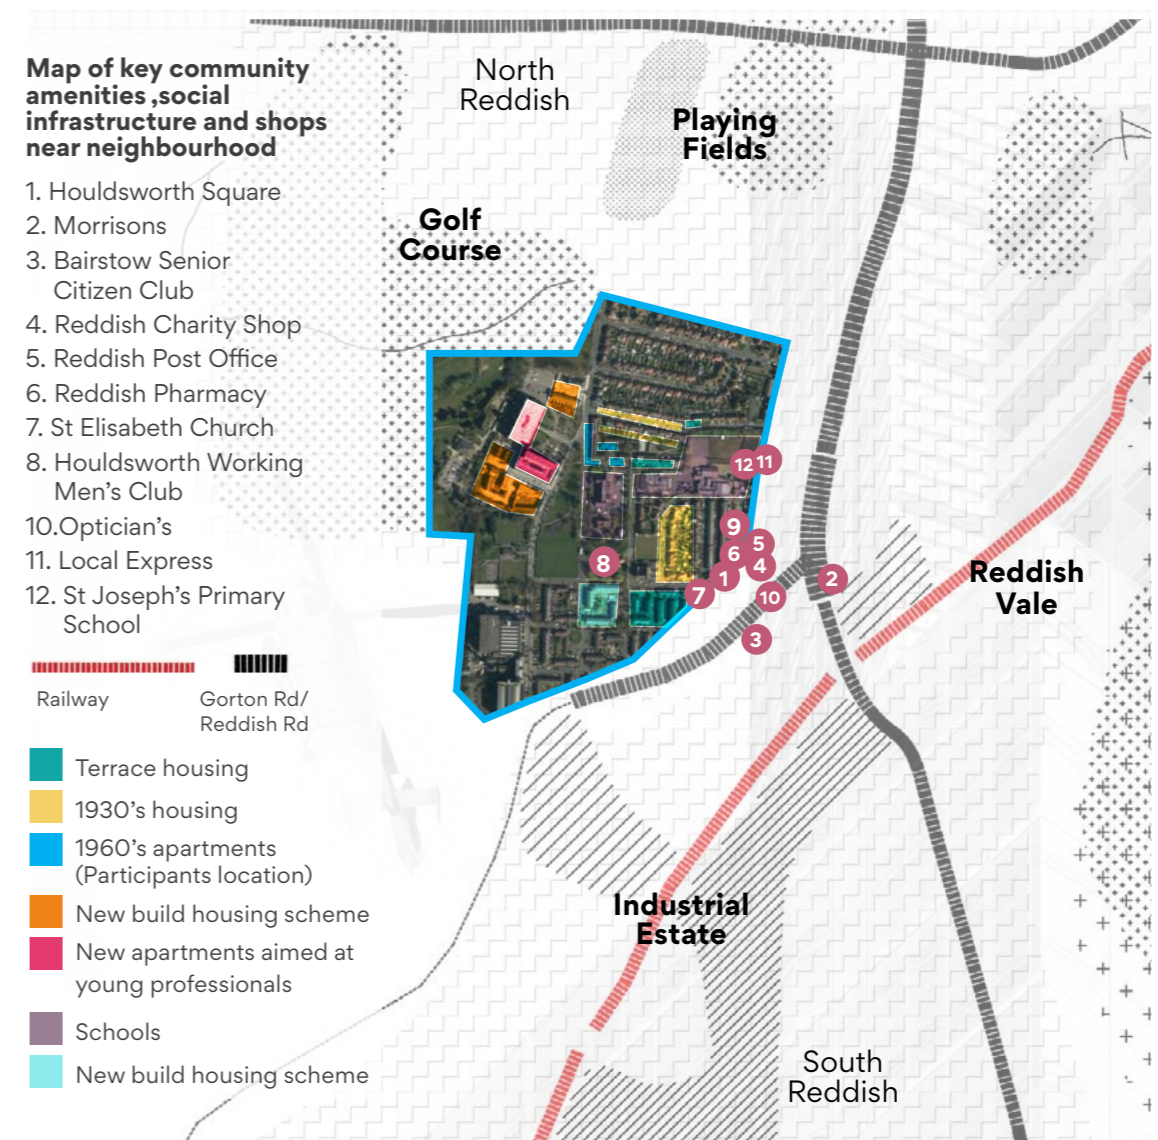 Map of key community
amenities ,social
infrastructure and shops
near neighbourhood
1. Houldsworth Square
2. Morrisons
3. Bairstow Senior
Citizen Club
4. Reddish Charity Shop
5. Reddish Post Office
6. Reddish Pharmacy
7. St Elisabeth Church
8. Houldsworth Working
Men's Club
10.Optician's
11. Local Express
12. St Joseph's Primary
School
Railway
Gorton Rd/
Reddish Rd
Terrace housing
1930's housing
1960's apartments
(Participants location)
New build housing scheme
New apartments aimed at
young professionals
Schools
New build housing scheme
North
Reddish
Playing
Fields
Golf
Course
12
11
9
5
6
4
8
1
2
7
10
3
Reddish
Vale
Industrial
Estate
South
Reddish